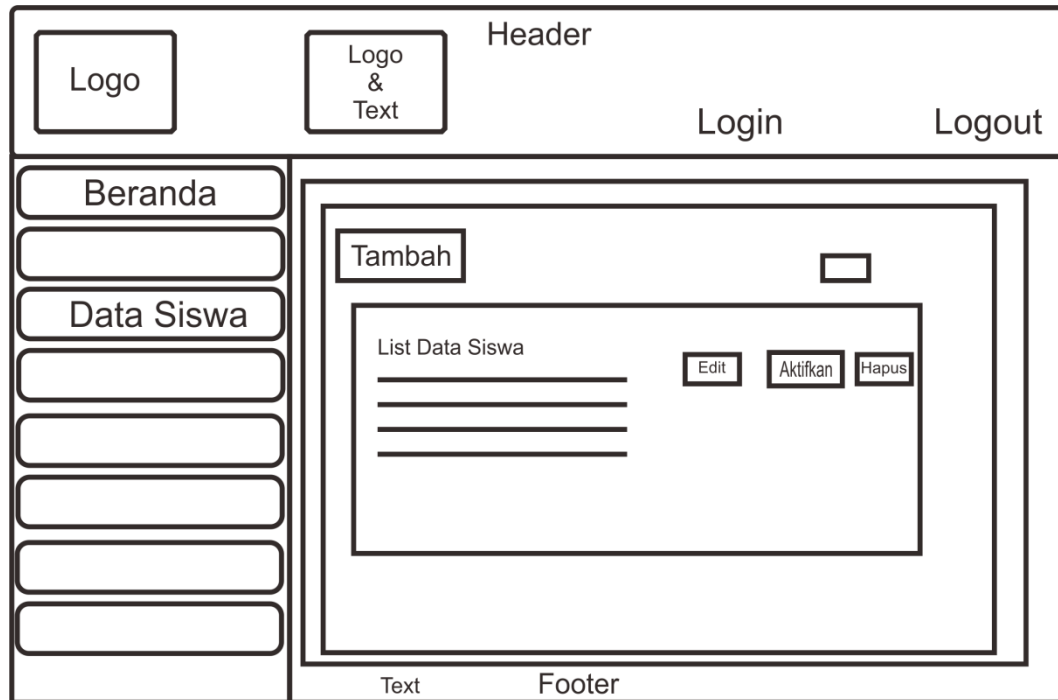 Header
Logo
Logo
&
Text
Login
Logout
Beranda
Data Siswa
Tambah
List Data Siswa
Edit
Aktifkan
Hapus
Text
Footer